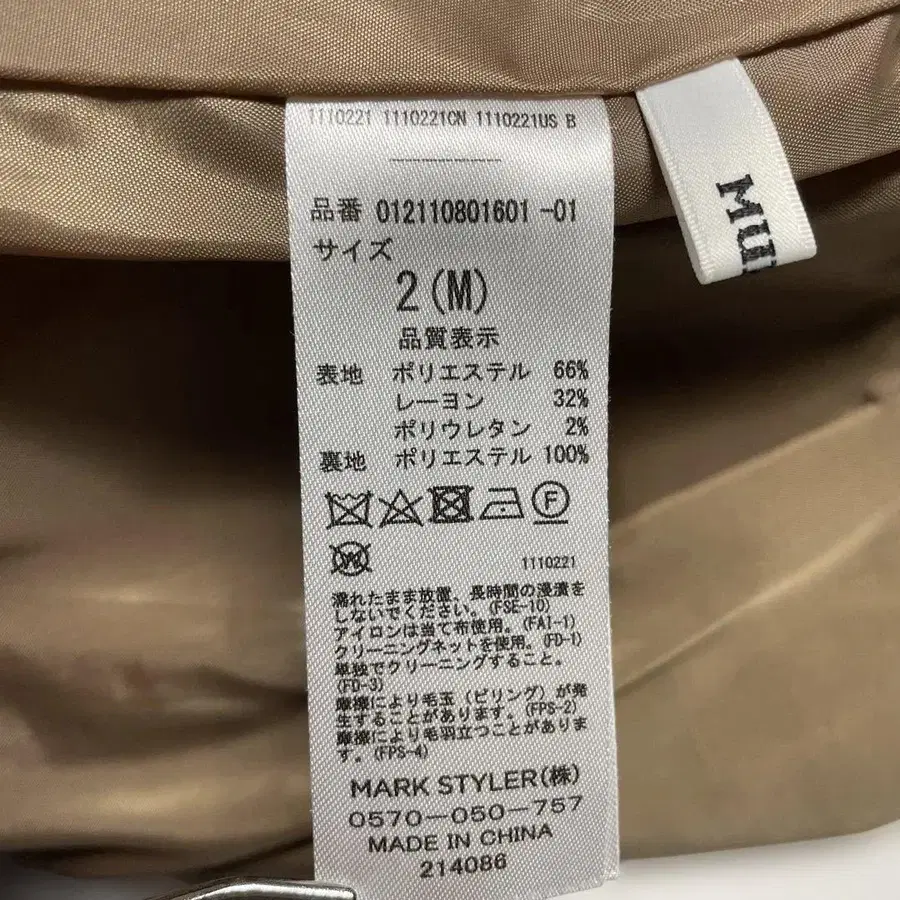 1110221 1110221CN 1110221US B
品番 012110801601 -01
サイズ
2(M)
品質表示
表地 ポリエステル 66%
レーヨン 32%
ポリウレタン 2%
裏地 ポリエステル 100%
F
W
1110221
濡れたまま放置、長時間の浸漬を
しないでください。(FSE-10)
アイロンは当て布使用。(FAI-1)
クリーニングネットを使用。(FD-1)
単独でクリーニングすること。
(FD-3)
摩擦により毛玉（ピリング）が発
生することがあります。(FPS-2)
摩擦により毛羽立つことがありま
す。(FPS-4)
MARK STYLER(株)
0570-050-757
MADE IN CHINA
214086